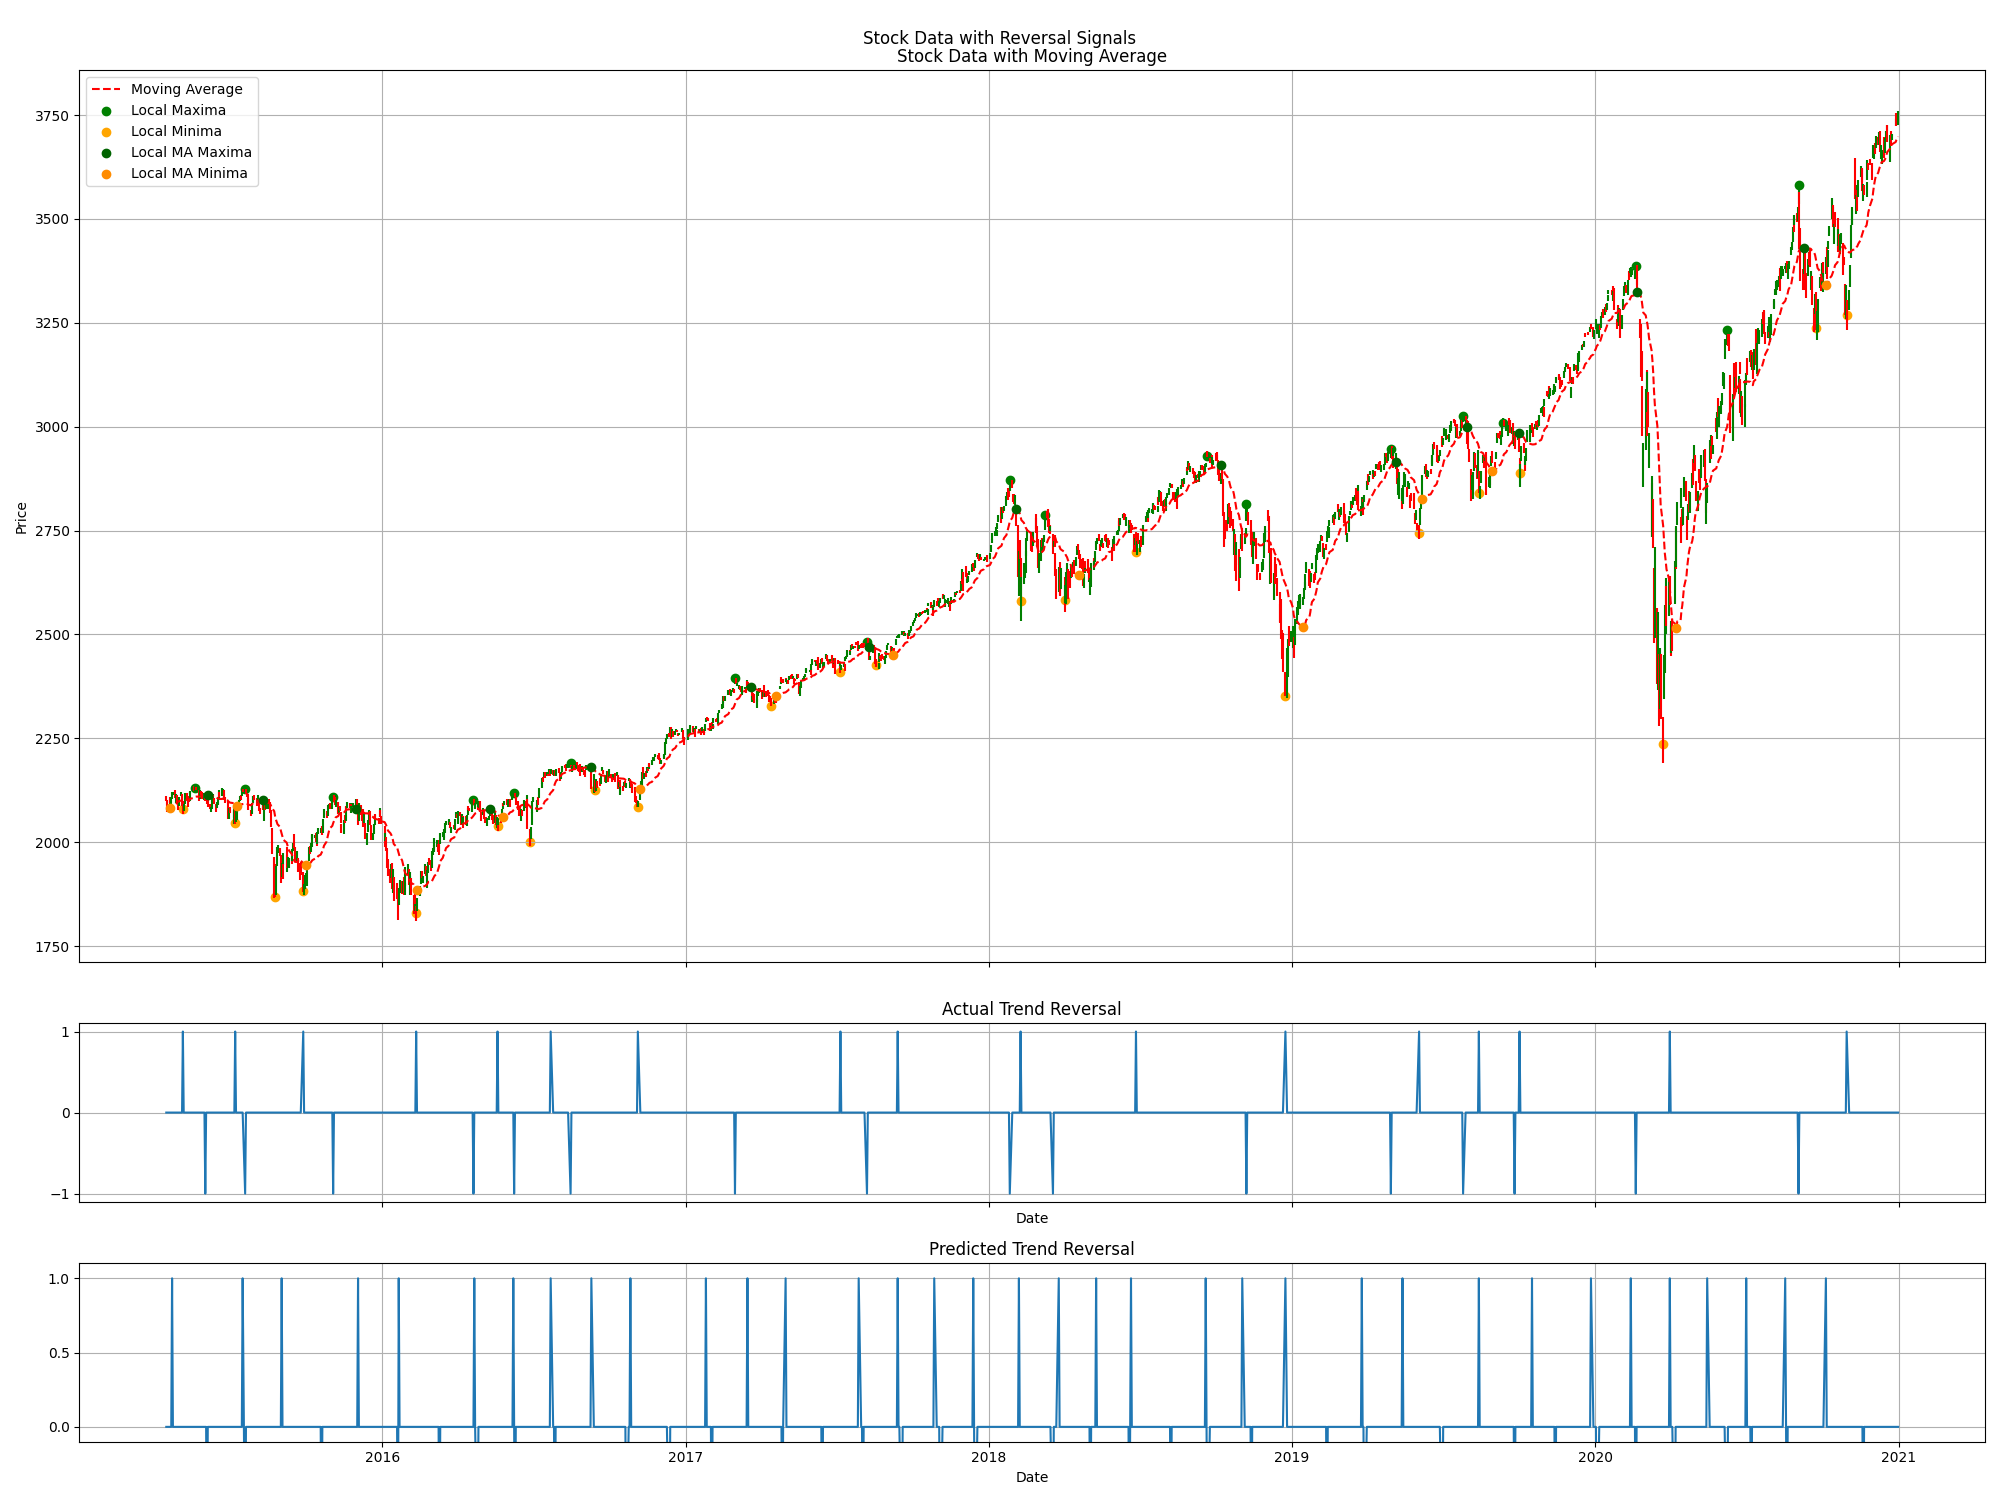 Stock Data with Reversal Signals
Stock Data with Moving Average
Moving Average
Local Maxima
Local Minima
Local MA Maxima
Local MA Minima
3750
3500
3250
3000
2750
2500
2250
2000
1750
Price
Actual Trend Reversal
1
0
−1
Date
Predicted Trend Reversal
1.0
0.5
0.0
2016 2017 2018 2019 2020 2021
Date